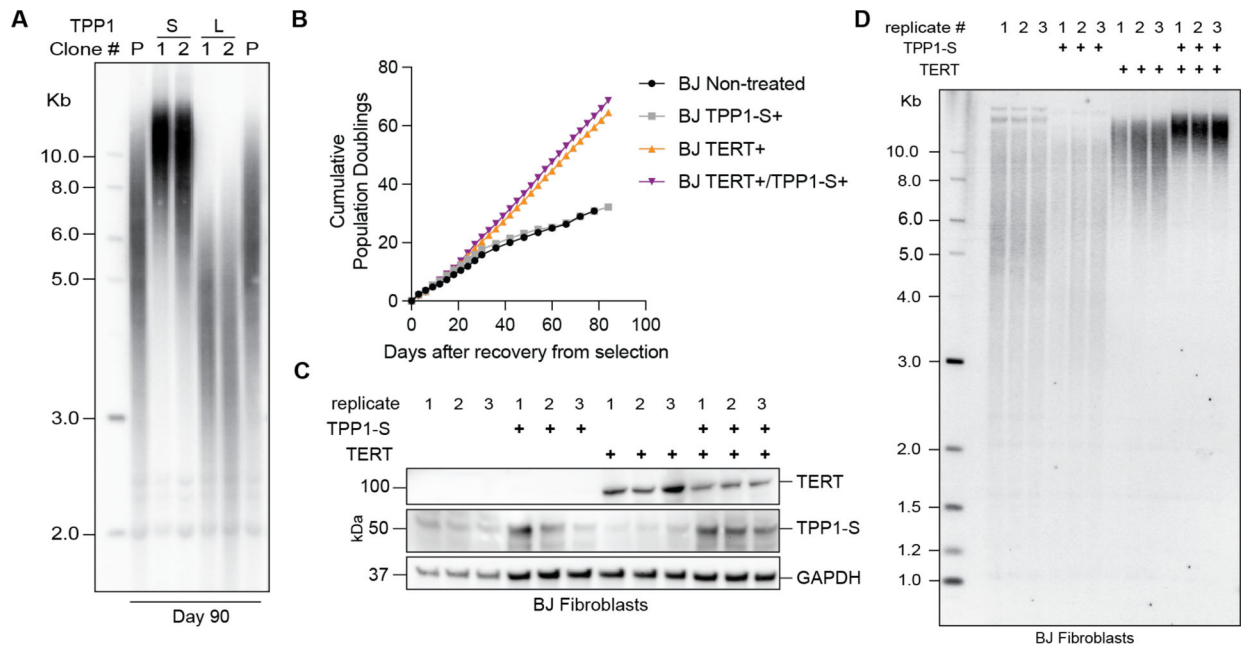 A
TPP1 S L
Clone # P 1 2 1 2 P
Kb
10.0
8.0
6.0
5.0
3.0
2.0
Day 90
B
Cumulative
Population Doublings
80
60
40
20
0
0 20 40 60 80 100
Days after recovery from selection
BJ Non-treated
BJ TPP1-S+
BJ TERT+
BJ TERT+/TPP1-S+
C
replicate 1 2 3 1 2 3 1 2 3 1 2 3
TPP1-S + + + + + +
TERT + + + + + +
kDa
100 TERT
50 TPP1-S
37 GAPDH
BJ Fibroblasts
D
replicate # 1 2 3 1 2 3 1 2 3 1 2 3
TPP1-S + + + + + +
TERT + + + + + +
Kb
10.0
8.0
6.0
5.0
4.0
3.0
2.0
1.5
1.2
1.0
BJ Fibroblasts